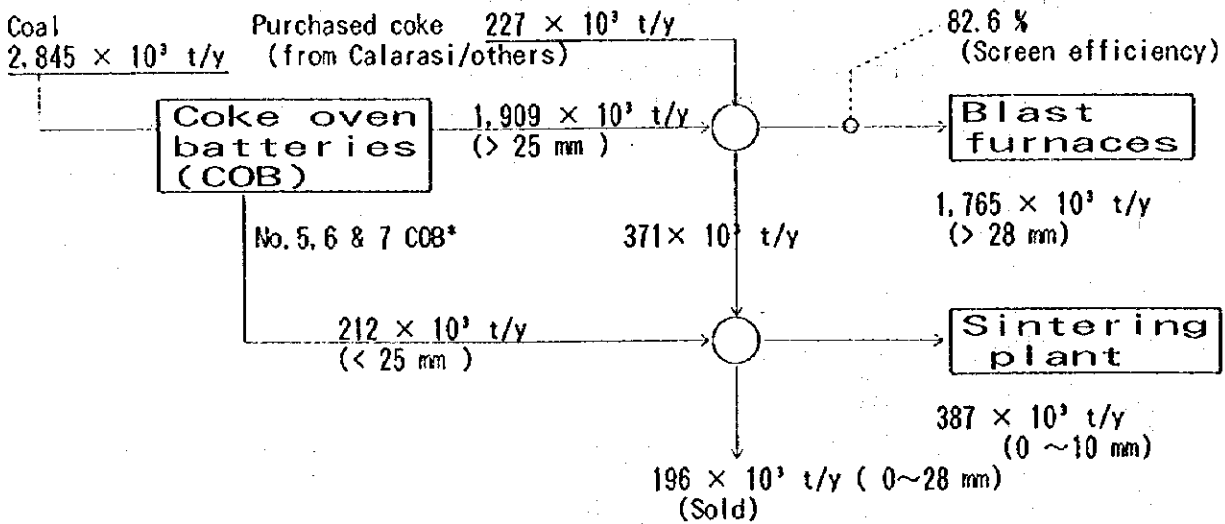 Coal
2,845 × 10³ t/y
Purchased coke 227 × 10³ t/y
(from Calarasi/others)
82.6 %
(Screen efficiency)
Coke oven
batteries
(COB)
1,909 × 10³ t/y
(> 25 mm )
Blast
furnaces
1,765 × 10³ t/y
(> 28 mm)
No. 5, 6 & 7 COB*
371× 10³ t/y
212 × 10³ t/y
(< 25 mm )
Sintering
plant
387 × 10³ t/y
(0 ~10 mm)
196 × 10³ t/y ( 0~28 mm)
(Sold)